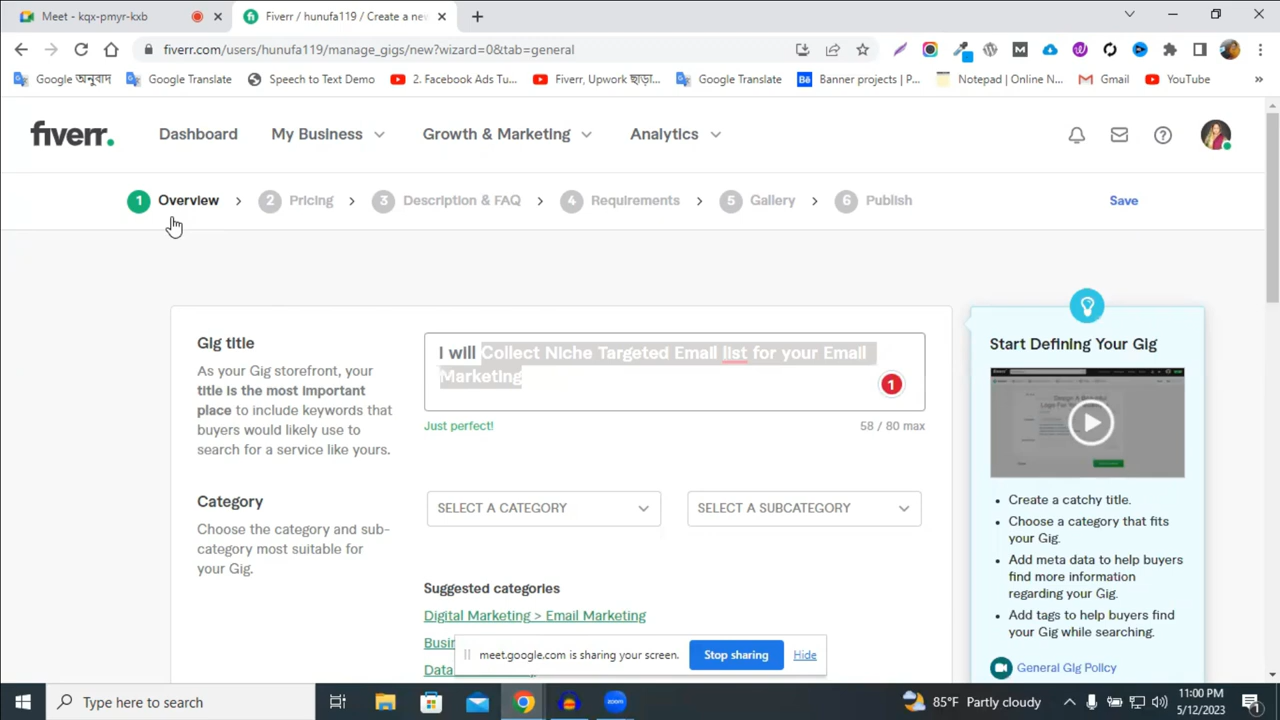 Meet - kqx-pmyr-kxb
Fiverr / hunufa119 / Create a new
fiverr.com/users/hunufa119/manage_gigs/new?wizard=0&tab=general
Google অনুবাদ
Google Translate
Speech to Text Demo
2. Facebook Ads Tu...
Fiverr, Upwork ছাড়া...
Google Translate
Banner projects | P...
Notepad | Online N...
Gmail
YouTube
fiverr.
Dashboard
My Business
Growth & Marketing
Analytics
1 Overview
2 Pricing
3 Description & FAQ
4 Requirements
5 Gallery
6 Publish
Save
Gig title
As your Gig storefront, your
title is the most important
place to include keywords that
buyers would likely use to
search for a service like yours.
I will Collect Niche Targeted Email list for your Email
Marketing
1
Just perfect!
58 / 80 max
Category
Choose the category and sub-
category most suitable for
your Gig.
SELECT A CATEGORY
SELECT A SUBCATEGORY
Suggested categories
Digital Marketing > Email Marketing
Busin
Data
Start Defining Your Gig
Create a catchy title.
Choose a category that fits
your Gig.
Add meta data to help buyers
find more information
regarding your Gig.
Add tags to help buyers find
your Gig while searching.
General Gig Policy
meet.google.com is sharing your screen.
Stop sharing
Hide
Type here to search
zoom
85°F Partly cloudy
11:00 PM
5/12/2023
1